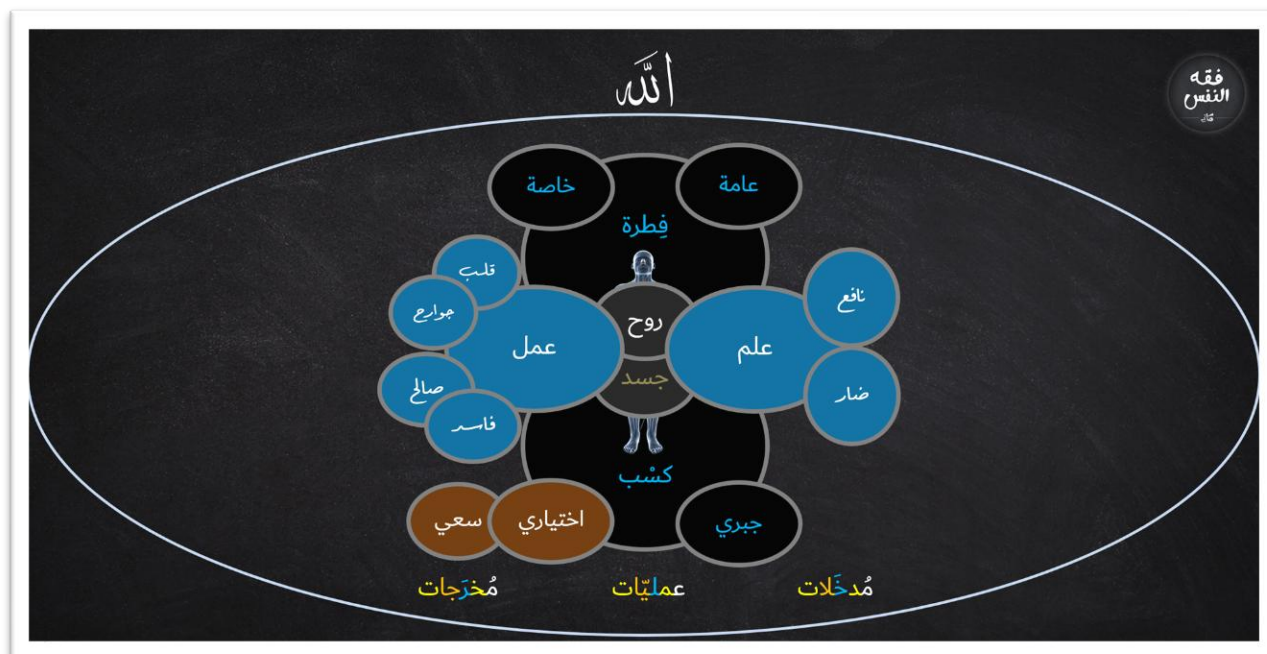 الله
فقه
النفس
عامة
خاصة
فِطرة
قلب
نافع
جوارح
روح
علم
عمل
جسد
صالح
ضار
فاسد
كسْب
جبري
اختياري
سعي
مُدخَلات
عمليّات
مُخرَجات